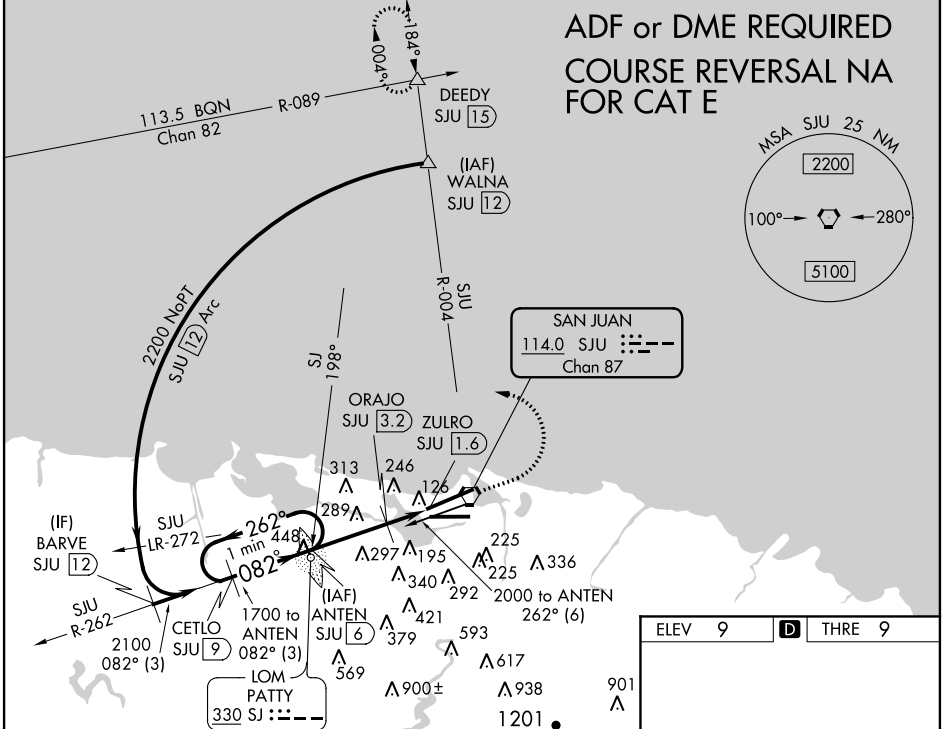 ADF or DME REQUIRED
COURSE REVERSAL NA
FOR CAT E
184°
004°
DEEDY
SJU 15
113.5 BQN
R-089
Chan 82
(IAF)
WALNA
SJU 12
MSA SJU 25 NM
2200
100°
280°
5100
2200 NoPT
SJU 12 Arc
SJU
R-004
SJ
198°
SAN JUAN
114.0 SJU
Chan 87
ORAJO
SJU 3.2
ZULRO
SJU 1.6
313
246
126
289
(IF)
BARVE
SJU 12
SJU
LR-272
262°
1 min
448
082°
297
195
225
225
336
340
292
2000 to ANTEN
262° (6)
SJU
R-262
2100
082° (3)
CETLO
SJU 9
1700 to
ANTEN
082° (3)
(IAF)
ANTEN
SJU 6
421
379
593
569
617
LOM
PATTY
330 SJ
900±
938
901
1201
ELEV 9
D
THRE 9